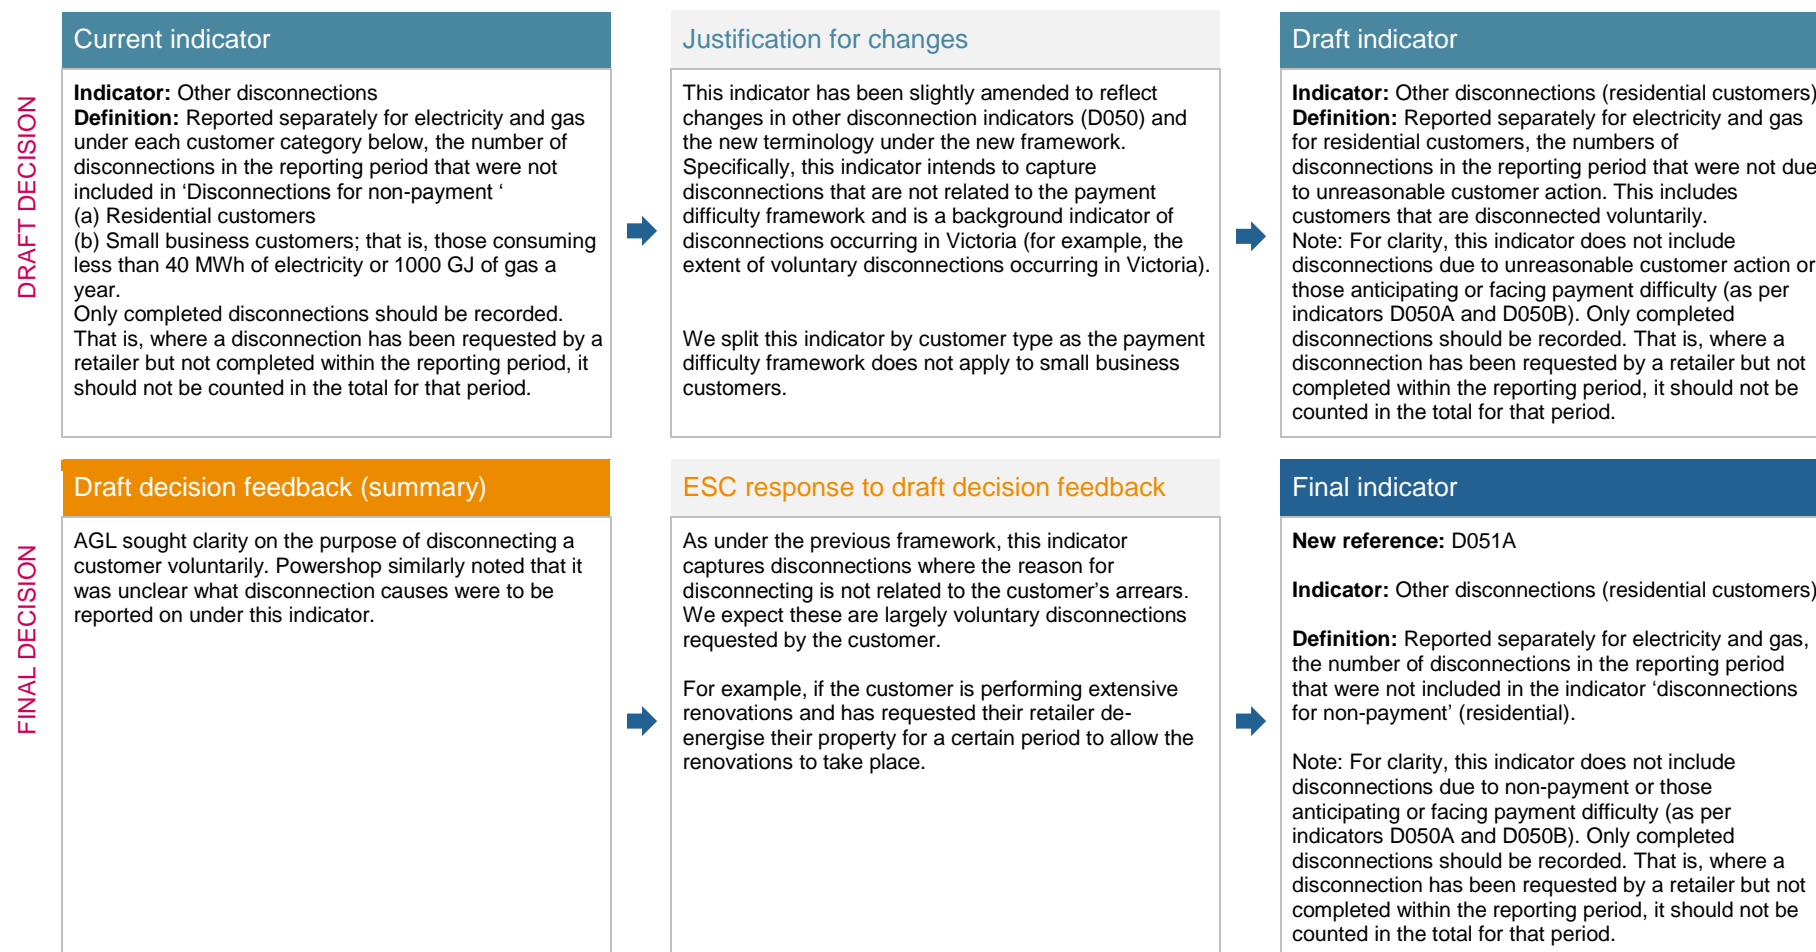 DRAFT DECISION
Current indicator
Indicator: Other disconnections
Definition: Reported separately for electricity and gas
under each customer category below, the number of
disconnections in the reporting period that were not
included in ‘Disconnections for non-payment ‘
(a) Residential customers
(b) Small business customers; that is, those consuming
less than 40 MWh of electricity or 1000 GJ of gas a
year.
Only completed disconnections should be recorded.
That is, where a disconnection has been requested by a
retailer but not completed within the reporting period, it
should not be counted in the total for that period.
Justification for changes
This indicator has been slightly amended to reflect
changes in other disconnection indicators (D050) and
the new terminology under the new framework.
Specifically, this indicator intends to capture
disconnections that are not related to the payment
difficulty framework and is a background indicator of
disconnections occurring in Victoria (for example, the
extent of voluntary disconnections occurring in Victoria).
We split this indicator by customer type as the payment
difficulty framework does not apply to small business
customers.
Draft indicator
Indicator: Other disconnections (residential customers)
Definition: Reported separately for electricity and gas
for residential customers, the numbers of
disconnections in the reporting period that were not due
to unreasonable customer action. This includes
customers that are disconnected voluntarily.
Note: For clarity, this indicator does not include
disconnections due to unreasonable customer action or
those anticipating or facing payment difficulty (as per
indicators D050A and D050B). Only completed
disconnections should be recorded. That is, where a
disconnection has been requested by a retailer but not
completed within the reporting period, it should not be
counted in the total for that period.
FINAL DECISION
Draft decision feedback (summary)
AGL sought clarity on the purpose of disconnecting a
customer voluntarily. Powershop similarly noted that it
was unclear what disconnection causes were to be
reported on under this indicator.
ESC response to draft decision feedback
As under the previous framework, this indicator
captures disconnections where the reason for
disconnecting is not related to the customer’s arrears.
We expect these are largely voluntary disconnections
requested by the customer.
For example, if the customer is performing extensive
renovations and has requested their retailer de-
energise their property for a certain period to allow the
renovations to take place.
Final indicator
New reference: D051A
Indicator: Other disconnections (residential customers)
Definition: Reported separately for electricity and gas,
the number of disconnections in the reporting period
that were not included in the indicator ‘disconnections
for non-payment’ (residential).
Note: For clarity, this indicator does not include
disconnections due to non-payment or those
anticipating or facing payment difficulty (as per
indicators D050A and D050B). Only completed
disconnections should be recorded. That is, where a
disconnection has been requested by a retailer but not
completed within the reporting period, it should not be
counted in the total for that period.